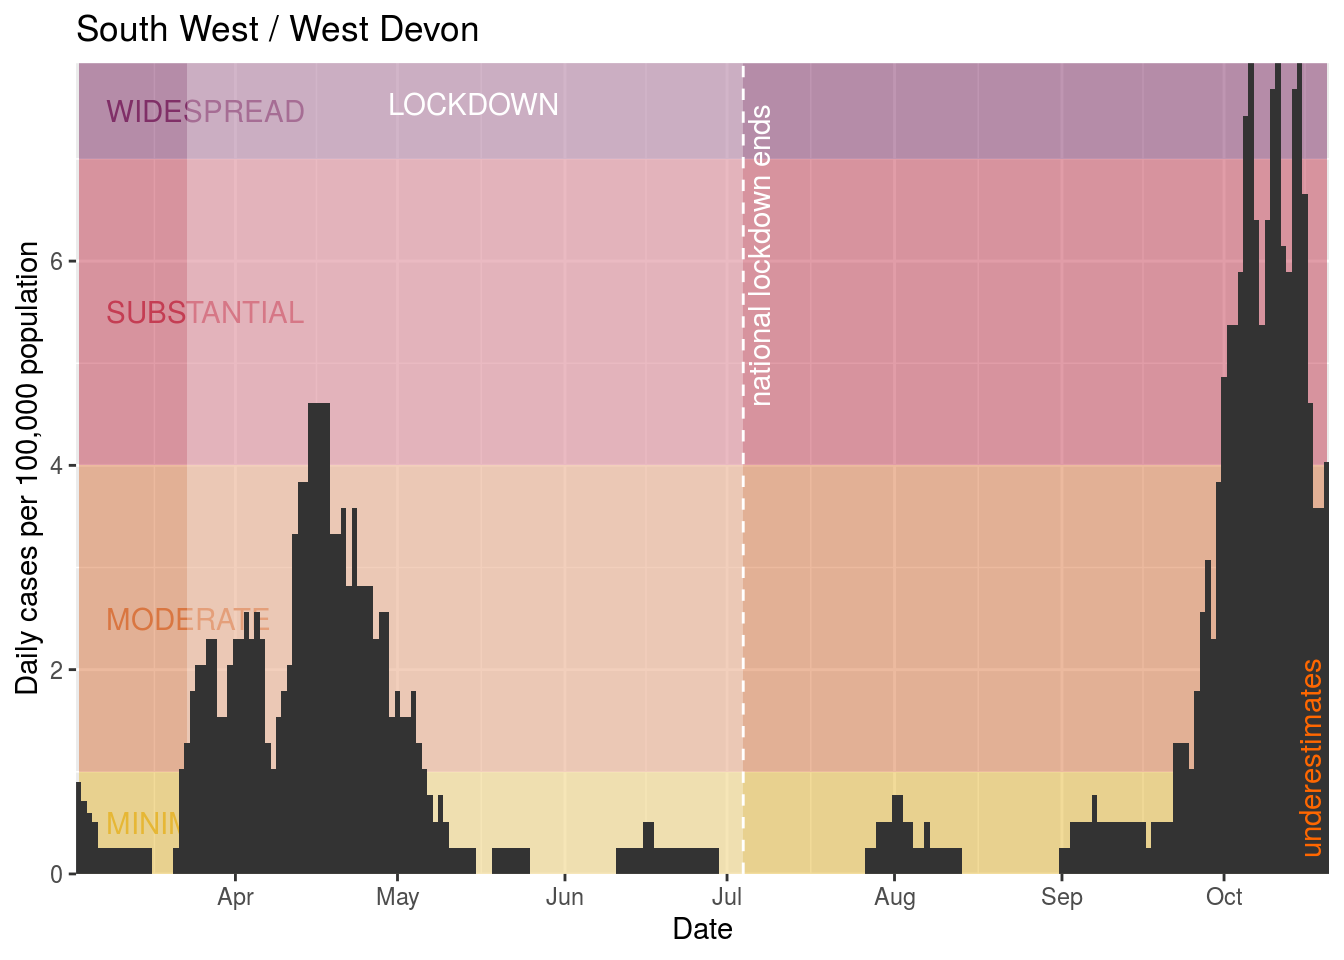 South West / West Devon
WIDESPREAD
LOCKDOWN
national lockdown ends
SUBSTANTIAL
MODERATE
MINIM
underestimates
Daily cases per 100,000 population
6
4
2
0
Apr
May
Jun
Jul
Aug
Sep
Oct
Date